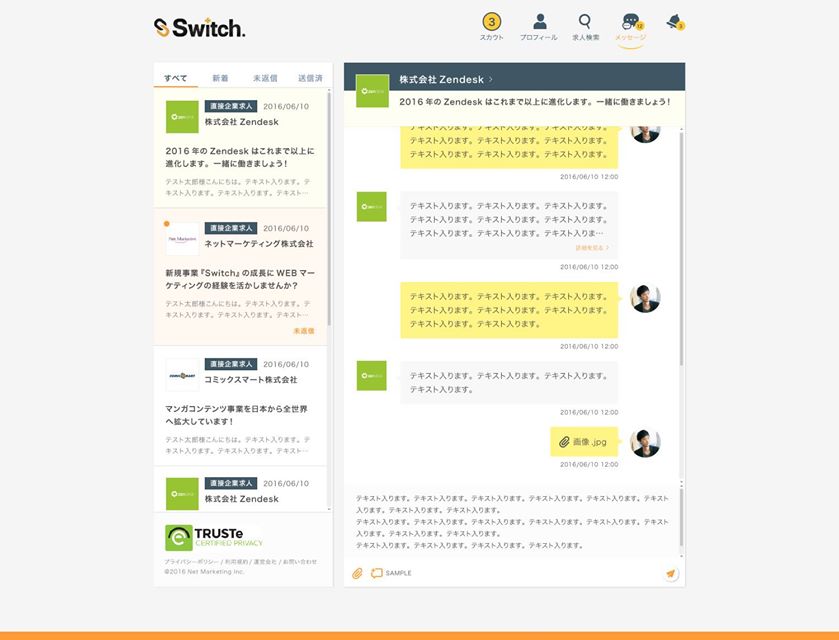 Switch.
3
スカウト
プロフィール
求人検索
12
メッセージ
3
すべて
新着
未返信
送信済
直接企業求人
2016/06/10
株式会社 Zendesk
2016 年の Zendesk はこれまで以上に
進化します。一緒に働きましょう！
テスト太郎様こんにちは。テキスト入ります。テ
キスト入ります。テキスト入ります。テキスト…
直接企業求人
2016/06/10
Net Marketing
ネットマーケティング株式会社
新規事業『Switch』の成長に WEB マー
ケティングの経験を活かしませんか？
テスト太郎様こんにちは。テキスト入ります。テ
キスト入ります。テキスト入ります。テキスト…
未返信
直接企業求人
2016/06/10
コミックスマート株式会社
マンガコンテンツ事業を日本から全世界
へ拡大しています！
テスト太郎様こんにちは。テキスト入ります。テ
キスト入ります。テキスト入ります。テキスト…
直接企業求人
2016/06/10
株式会社 Zendesk
TRUSTe
CERTIFIED PRIVACY
プライバシーポリシー / 利用規約 / 運営会社 / お問い合わせ
©2016 Net Marketing Inc.
株式会社 Zendesk
2016 年の Zendesk はこれまで以上に進化します。一緒に働きましょう！
テキスト入ります。テキスト入ります。テキスト入ります。
テキスト入ります。テキスト入ります。テキスト入ります。
テキスト入ります。テキスト入ります。テキスト入ります。
2016/06/10 12:00
テキスト入ります。テキスト入ります。テキスト入ります。
テキスト入ります。テキスト入ります。テキスト入ります。
テキスト入ります。テキスト入ります。テキスト入りま…
詳細を見る
2016/06/10 12:00
テキスト入ります。テキスト入ります。テキスト入ります。
テキスト入ります。テキスト入ります。テキスト入ります。
テキスト入ります。テキスト入ります。
2016/06/10 12:00
テキスト入ります。テキスト入ります。テキスト入ります。
テキスト入ります。
2016/06/10 12:00
画像 .jpg
2016/06/10 12:00
テキスト入ります。テキスト入ります。テキスト入ります。テキスト入ります。テキスト入ります。テキスト
入ります。テキスト入ります。テキスト入ります。テキスト入ります。
テキスト入ります。テキスト入ります。テキスト入ります。テキスト入ります。テキスト入ります。テキスト
入ります。テキスト入ります。テキスト入ります。テキスト入ります。
テキスト入ります。テキスト入ります。テキスト入ります。テキスト入ります。
SAMPLE